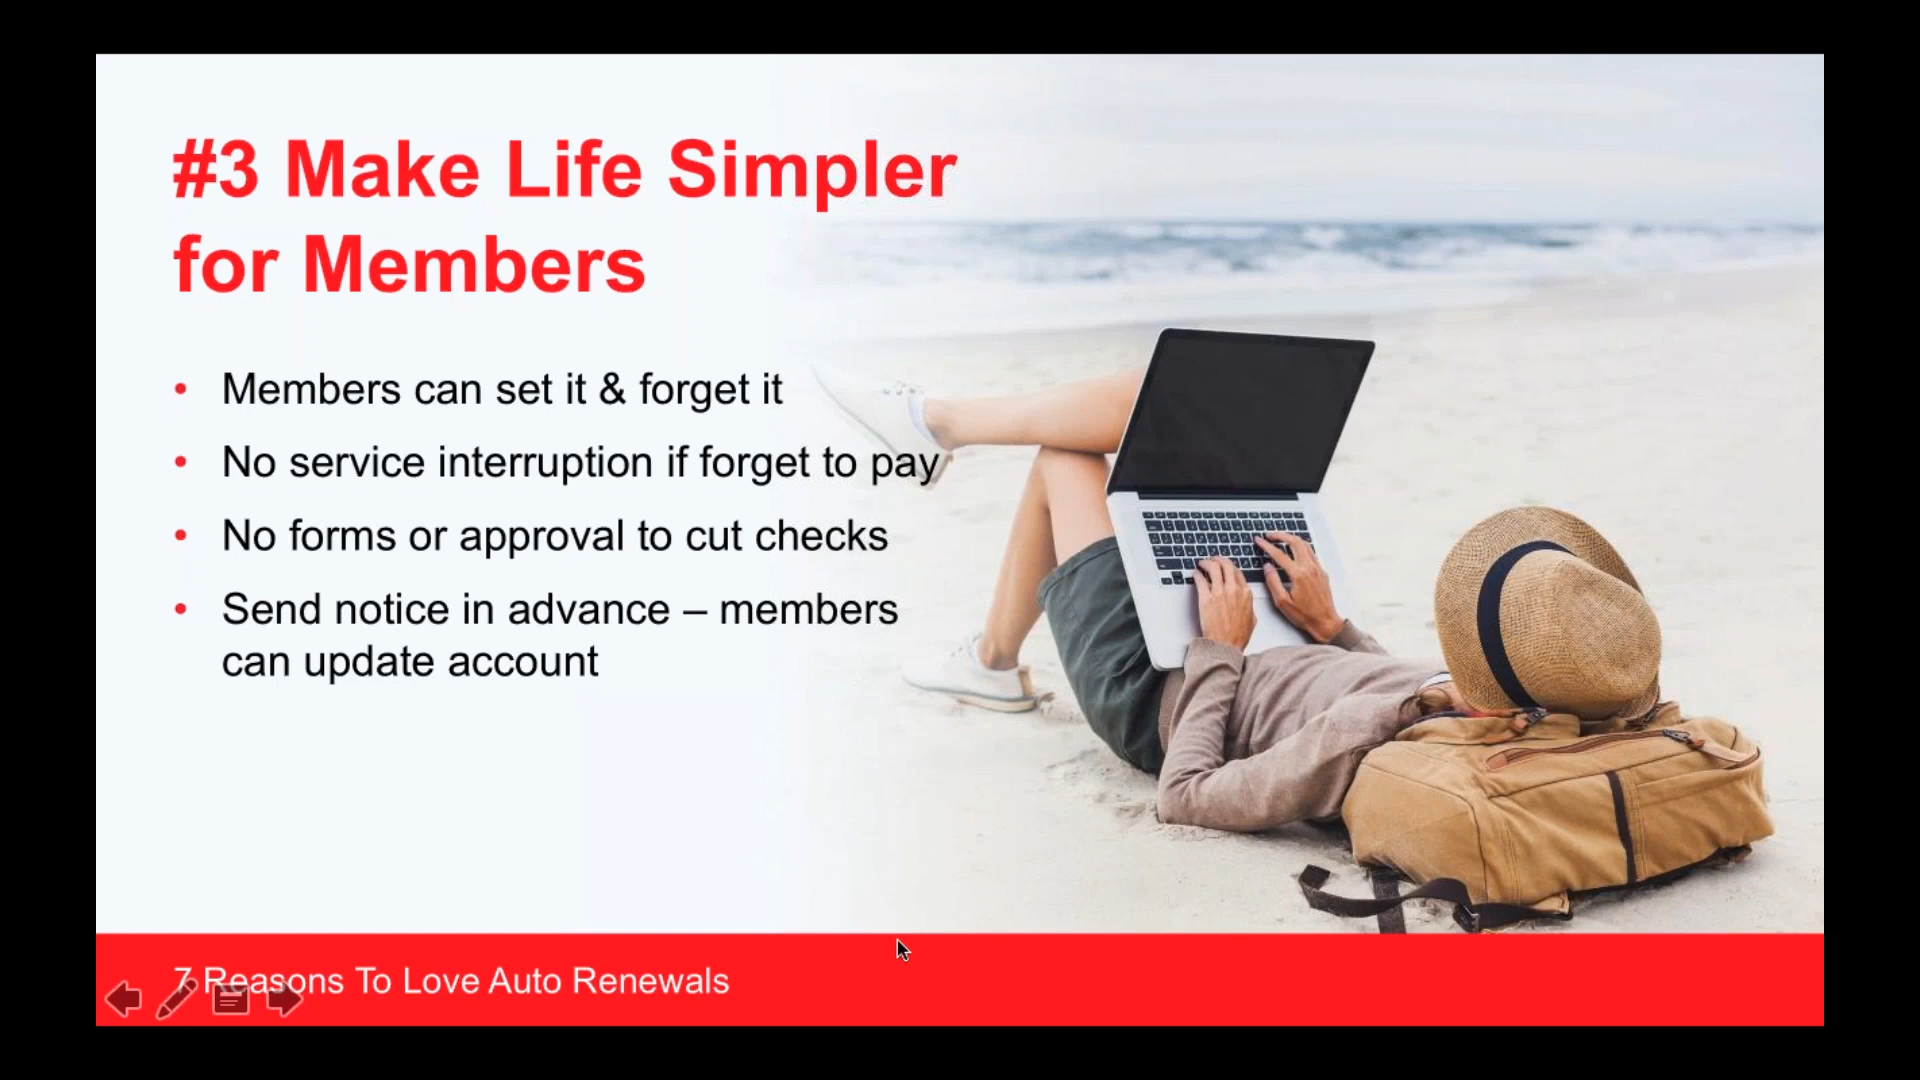 #3 Make Life Simpler
for Members
• Members can set it & forget it
• No service interruption if forget to pay
• No forms or approval to cut checks
• Send notice in advance – members
can update account
7 Reasons To Love Auto Renewals